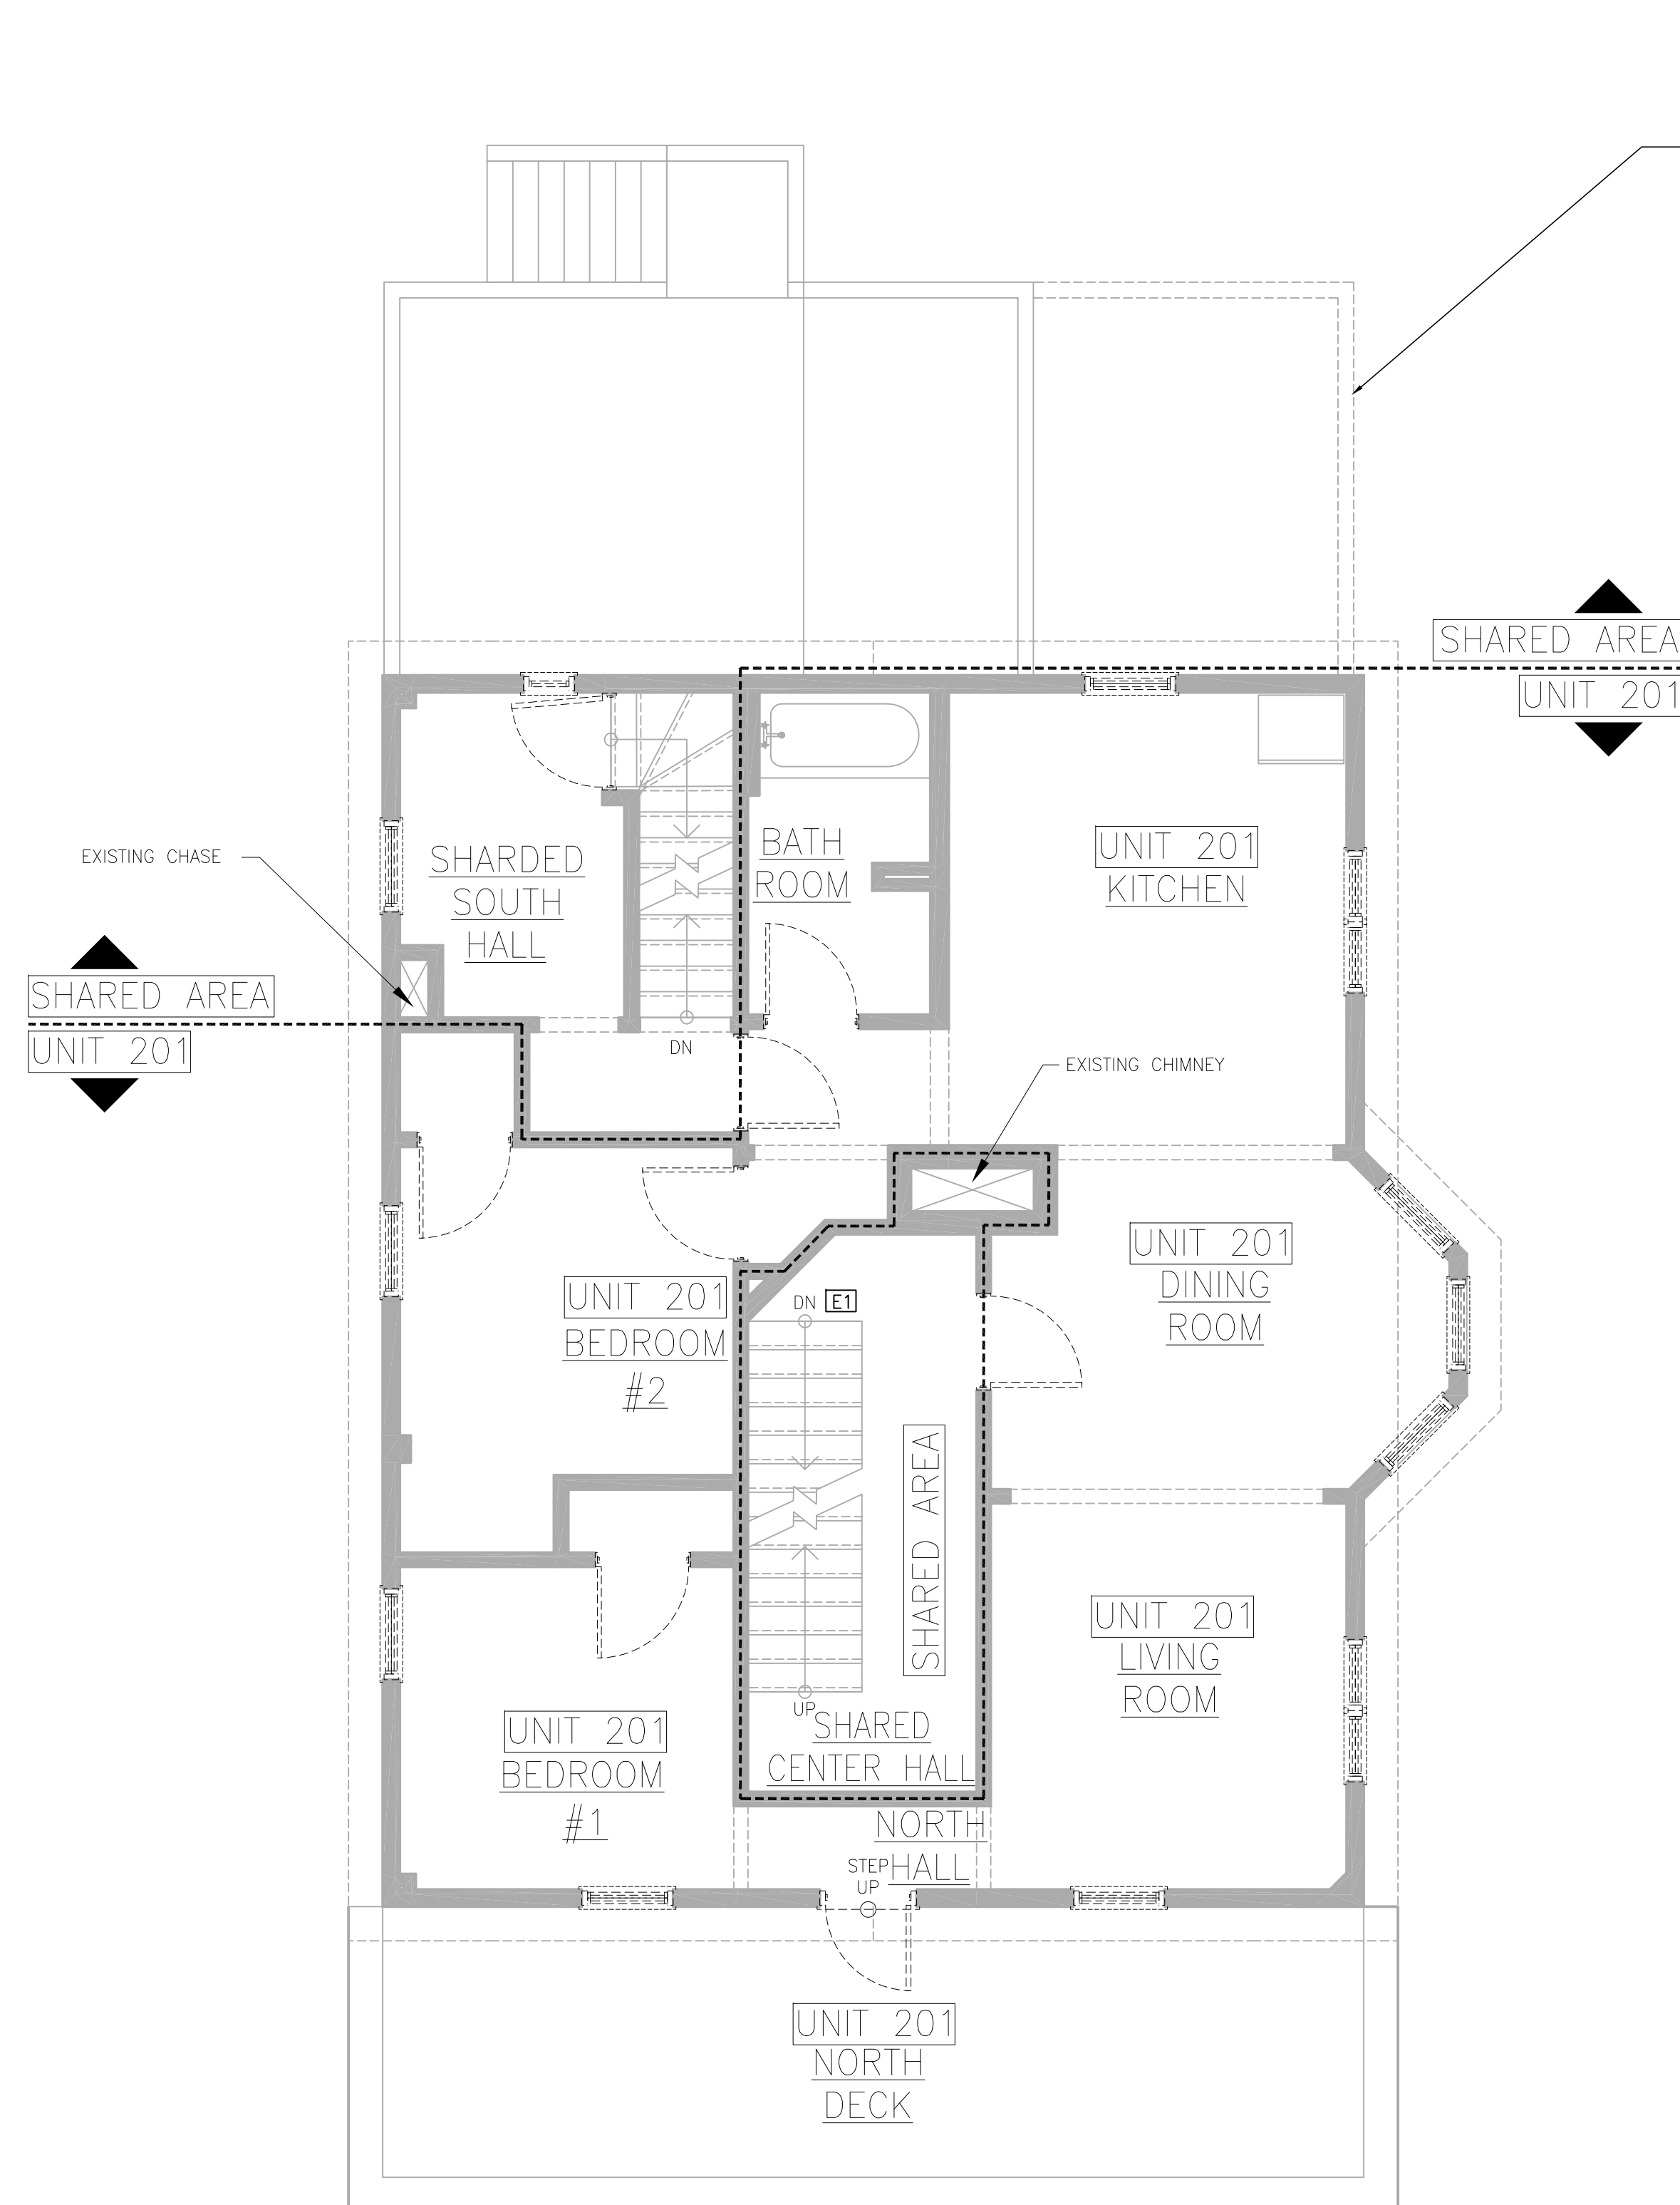 SHARED AREA
UNIT 201
EXISTING CHASE
SHARDED
SOUTH
HALL
BATH
ROOM
UNIT 201
KITCHEN
SHARED AREA
UNIT 201
DN
EXISTING CHIMNEY
UNIT 201
DINING
ROOM
UNIT 201
BEDROOM
#2
DN E1
SHARED AREA
UNIT 201
LIVING
ROOM
UP
SHARED
CENTER HALL
UNIT 201
BEDROOM
#1
NORTH
HALL
STEP
UP
UNIT 201
NORTH
DECK